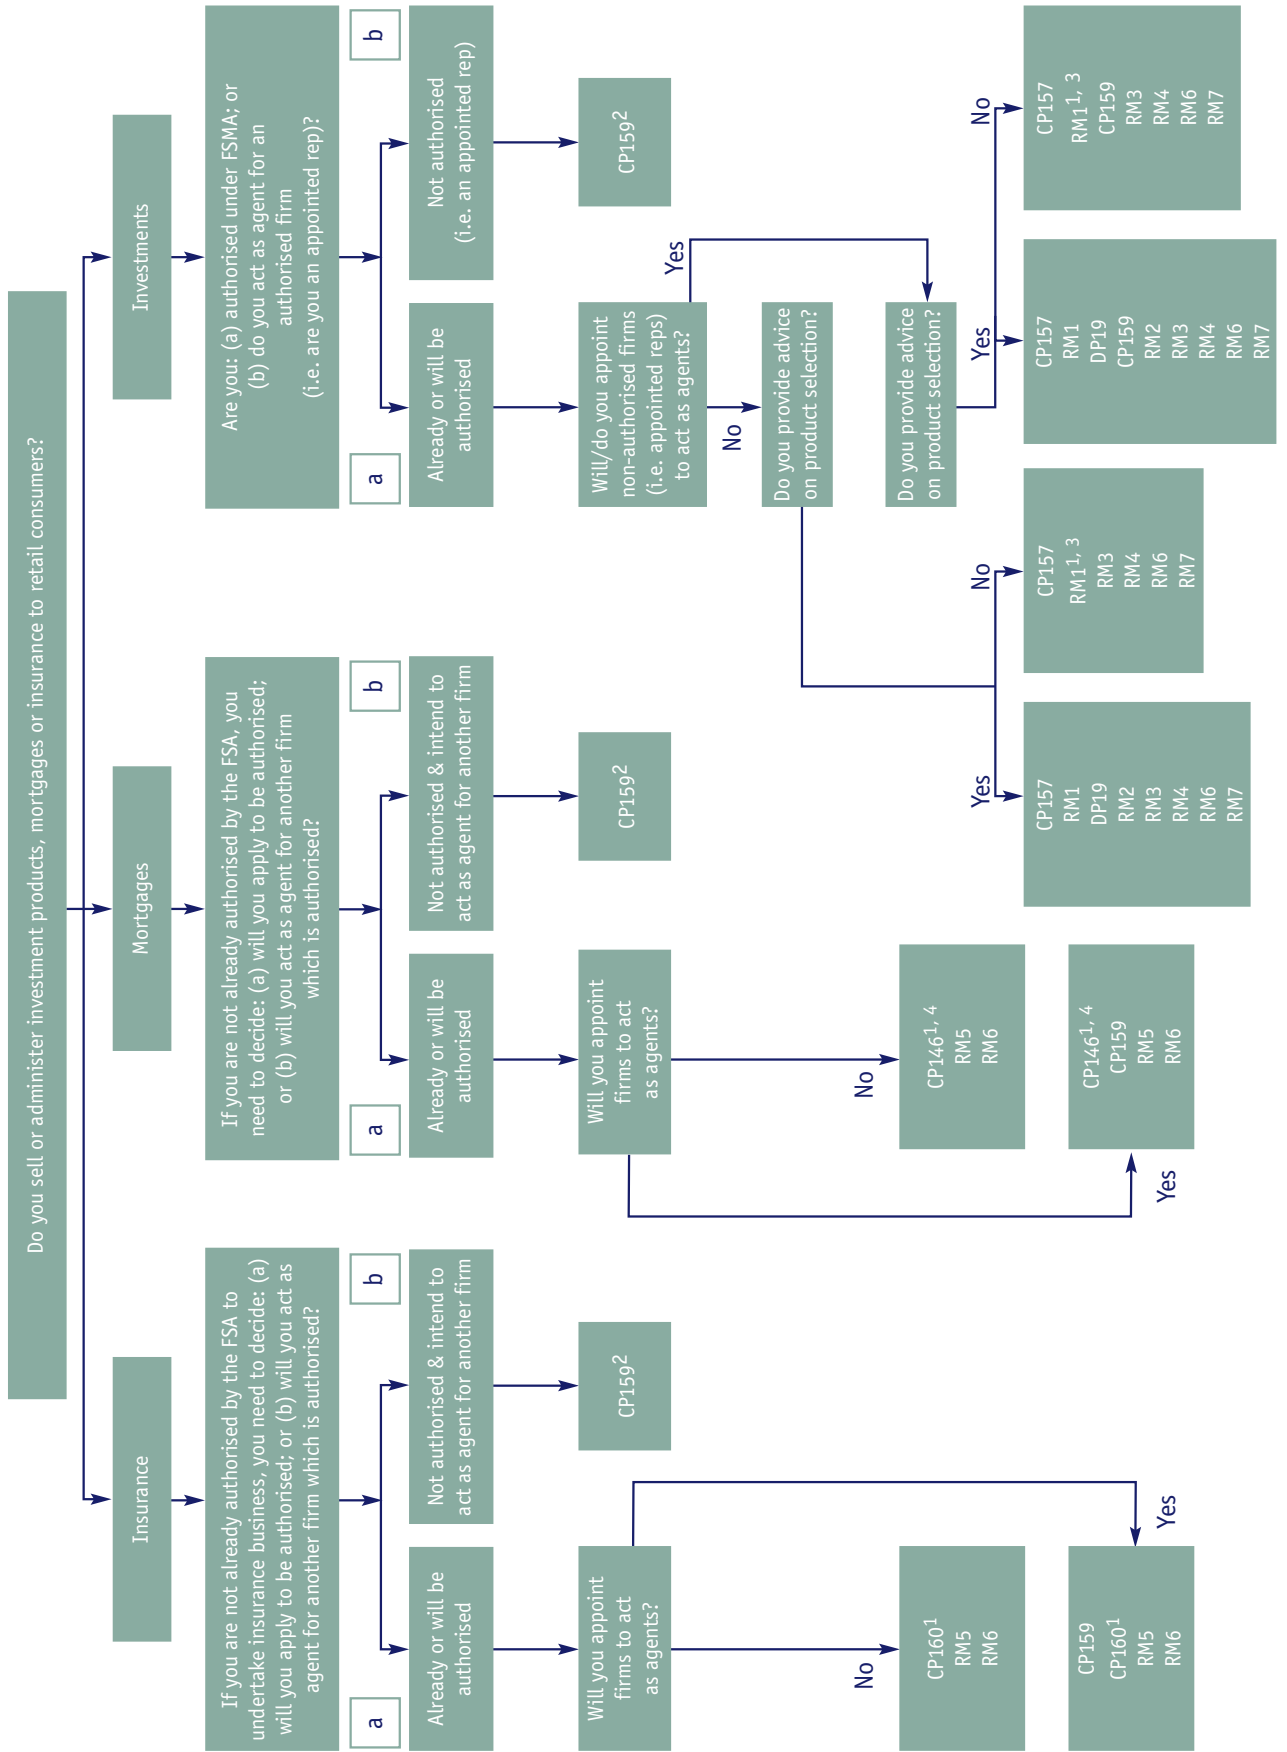 Do you sell or administer investment products, mortgages or insurance to retail consumers?
Insurance
If you are not already authorised by the FSA to
undertake insurance business, you need to decide: (a)
will you apply to be authorised; or (b) will you act as
agent for another firm which is authorised?
a
b
Already or will be
authorised
Not authorised & intend to
act as agent for another firm
Will you appoint
firms to act
as agents?
CP159²
No
CP160¹
RM5
RM6
Yes
CP159
CP160¹
RM5
RM6
Mortgages
If you are not already authorised by the FSA, you
need to decide: (a) will you apply to be authorised;
or (b) will you act as agent for another firm
which is authorised?
a
b
Already or will be
authorised
Not authorised & intend to
act as agent for another firm
Will you appoint
firms to act
as agents?
CP159²
No
CP146¹, ⁴
RM5
RM6
Yes
CP146¹, ⁴
CP159
RM5
RM6
Investments
Are you: (a) authorised under FSMA; or
(b) do you act as agent for an
authorised firm
(i.e. are you an appointed rep)?
a
b
Already or will be
authorised
Not authorised
(i.e. an appointed rep)
Will/do you appoint
non-authorised firms
(i.e. appointed reps)
to act as agents?
CP159²
No
Yes
Do you provide advice
on product selection?
Do you provide advice
on product selection?
Yes
CP157
RM1
DP19
RM2
RM3
RM4
RM6
RM7
No
CP157
RM1¹, ³
RM3
RM4
RM6
RM7
Yes
CP157
RM1
DP19
CP159
RM2
RM3
RM4
RM6
RM7
No
CP157
RM1¹, ³
CP159
RM3
RM4
RM6
RM7